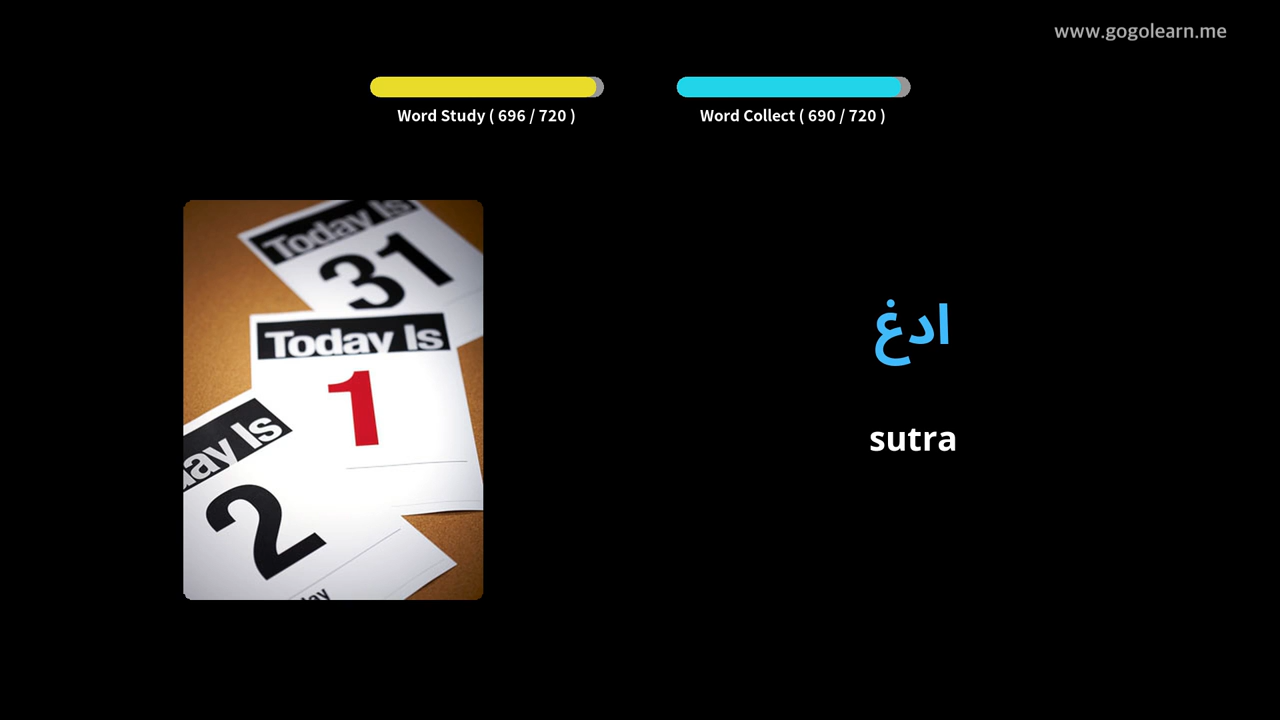 www.gogolearn.me
Word Study ( 696 / 720 )
Word Collect ( 690 / 720 )
Today Is
31
Today Is
1
ay Is
2
ay
ادغ
sutra